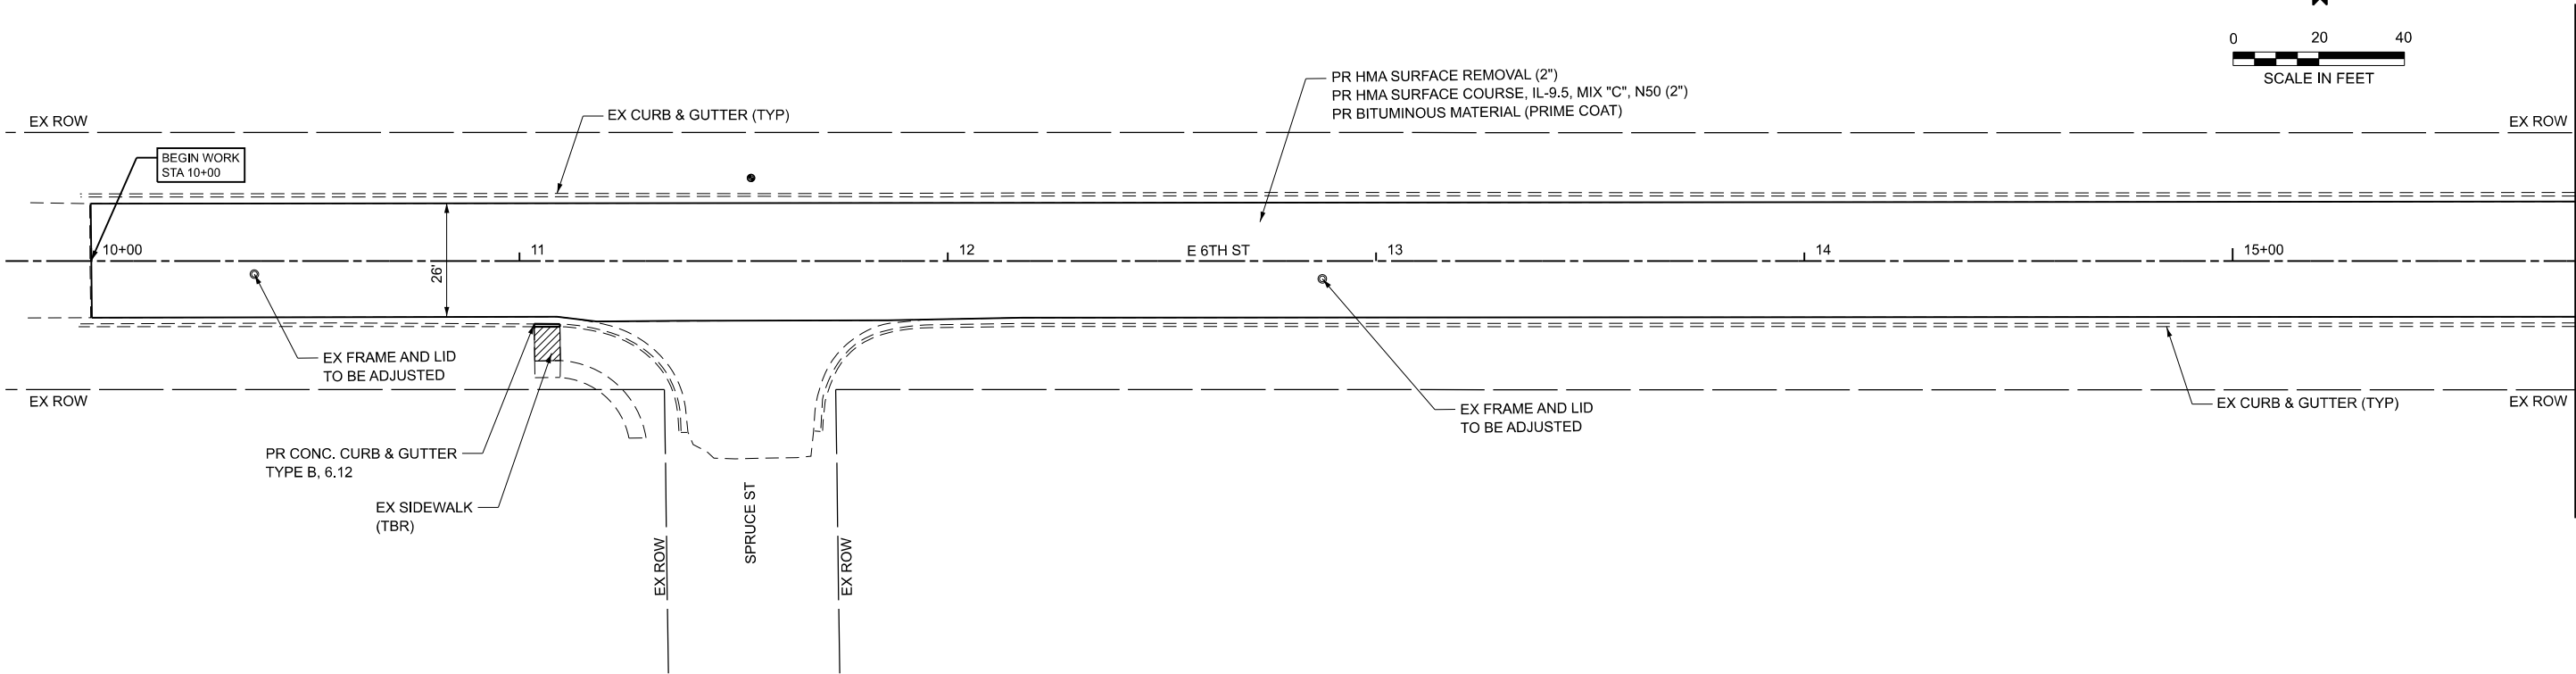 0 20 40
SCALE IN FEET
PR HMA SURFACE REMOVAL (2")
PR HMA SURFACE COURSE, IL-9.5, MIX "C", N50 (2")
PR BITUMINOUS MATERIAL (PRIME COAT)
EX CURB & GUTTER (TYP)
EX ROW
EX ROW
BEGIN WORK
STA 10+00
10+00
11
12
E 6TH ST
13
14
15+00
26'
EX FRAME AND LID
TO BE ADJUSTED
EX ROW
EX FRAME AND LID
TO BE ADJUSTED
EX CURB & GUTTER (TYP)
EX ROW
PR CONC. CURB & GUTTER
TYPE B, 6.12
EX SIDEWALK
(TBR)
SPRUCE ST
EX ROW
EX ROW